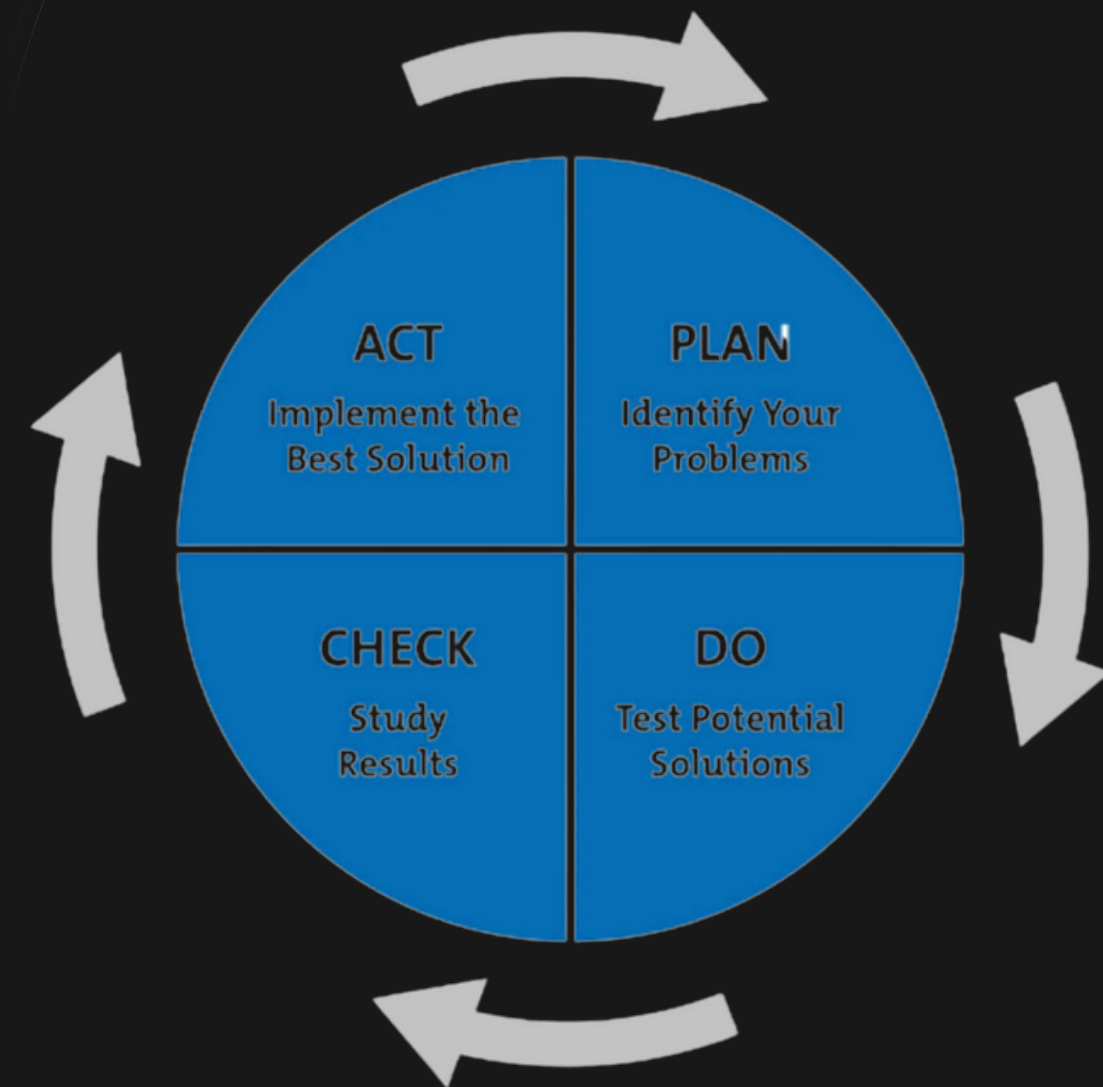 ACT
Implement the
Best Solution
PLAN
Identify Your
Problems
CHECK
Study
Results
DO
Test Potential
Solutions